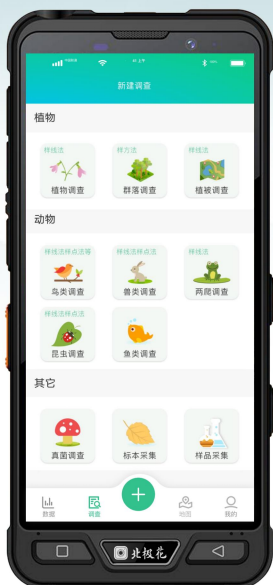 新建调查
植物
样线法 样方法 样线法
植物调查 群落调查 植被调查
动物
样线法样点法等 样线法样点法 样线法
鸟类调查 兽类调查 两爬调查
样线法样点法
昆虫调查 鱼类调查
其它
真菌调查 标本采集 样品采集
数据 调查 地图 我的
北极花